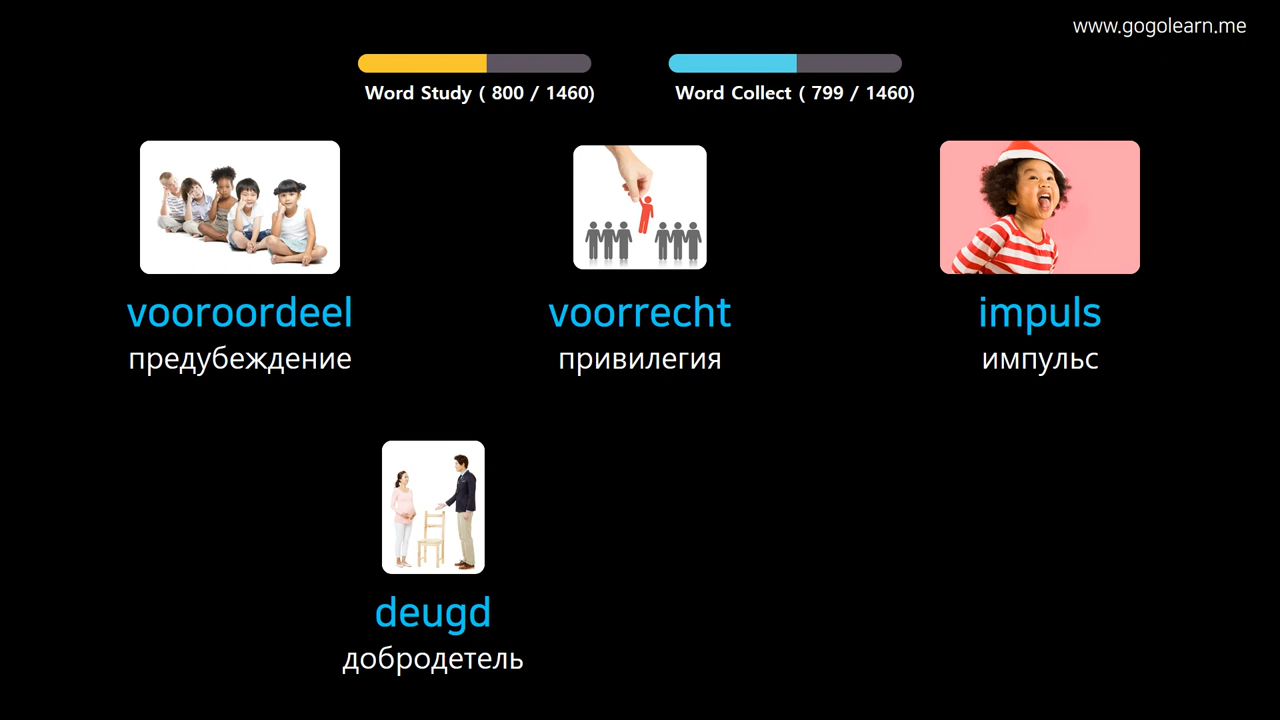 www.gogolearn.me
Word Study ( 800 / 1460)
Word Collect ( 799 / 1460)
vooroordeel
предубеждение
voorrecht
привилегия
impuls
импульс
deugd
добродетель